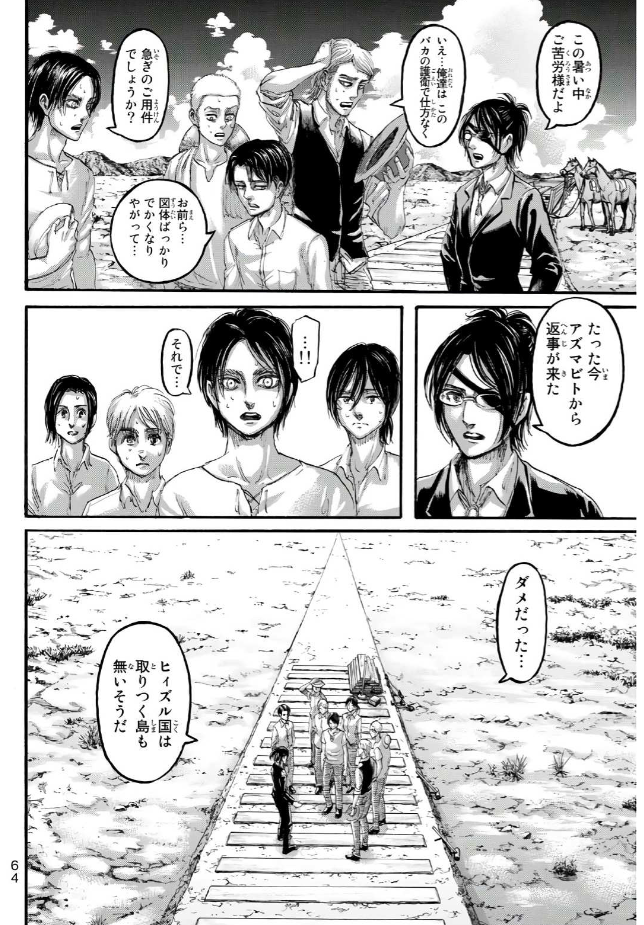 この暑い中
ご苦労様だよ
いえ…俺達は この
バカの護衛で仕方なく
急ぎのご用件
でしょうか?
お前ら…
図体ばっかり
でかくなり
やがって…
たった今
アズマビトから
返事が来た
…!!
それで…
ダメだった…
ヒィズル国は
取りつく島も
無いそうだ
64